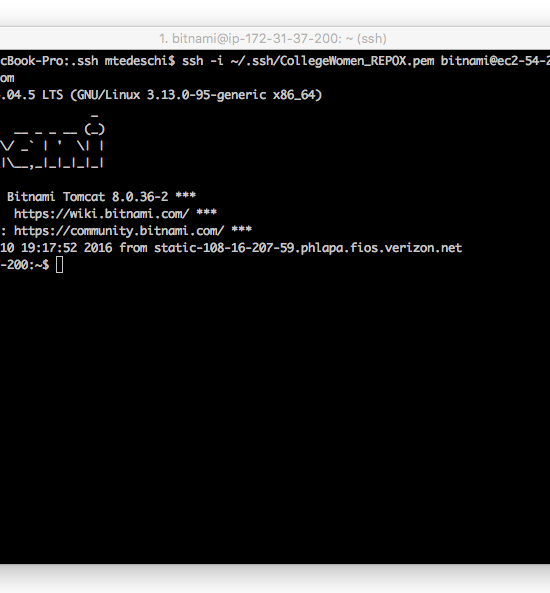 1. bitnami@ip-172-31-37-200: ~ (ssh)
cBook-Pro:.ssh mtedeschi$ ssh -i ~/.ssh/CollegeWomen_REPOX.pem bitnami@ec2-54-2
om
.04.5 LTS (GNU/Linux 3.13.0-95-generic x86_64)
Bitnami Tomcat 8.0.36-2 ***
https://wiki.bitnami.com/ ***
: https://community.bitnami.com/ ***
10 19:17:52 2016 from static-108-16-207-59.phlapa.fios.verizon.net
-200:~$